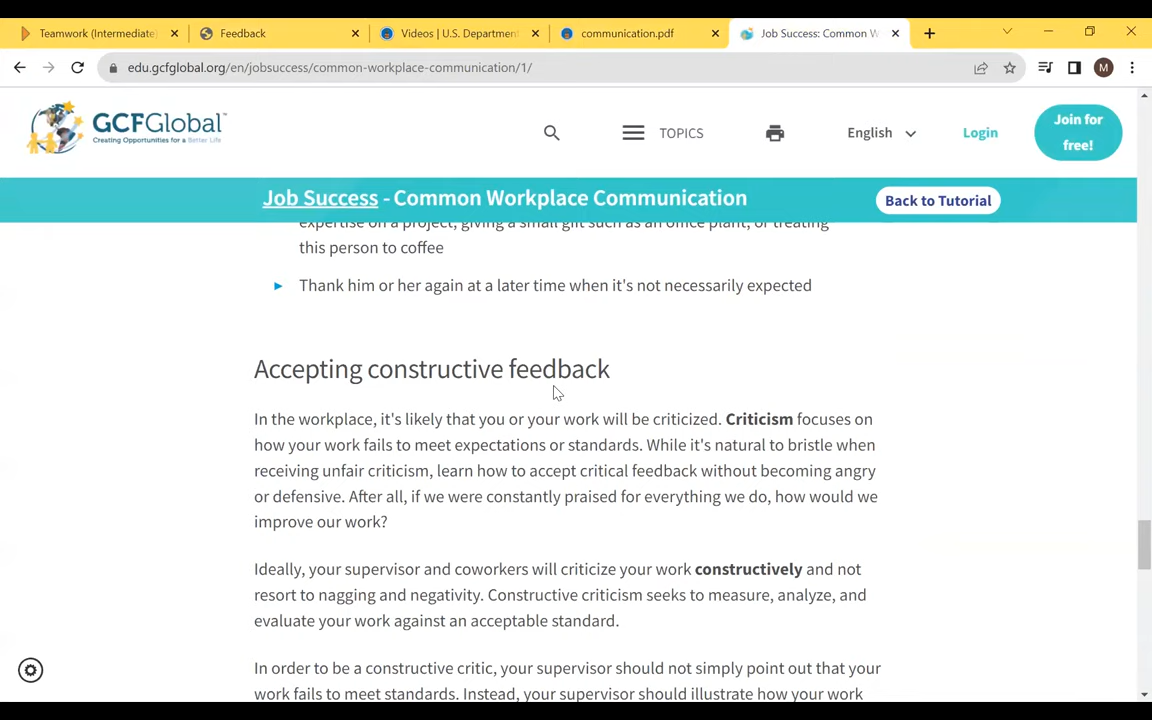 Teamwork (Intermediate)
Feedback
Videos | U.S. Department
communication.pdf
Job Success: Common W
edu.gcfglobal.org/en/jobsuccess/common-workplace-communication/1/
M
GCFGlobal™
Creating Opportunities for a Better Life
TOPICS
English
Login
Join for
free!
Job Success - Common Workplace Communication
Back to Tutorial
expertise on a project, giving a small gift such as an office plant, or treating
this person to coffee
Thank him or her again at a later time when it's not necessarily expected
Accepting constructive feedback
In the workplace, it's likely that you or your work will be criticized. Criticism focuses on
how your work fails to meet expectations or standards. While it's natural to bristle when
receiving unfair criticism, learn how to accept critical feedback without becoming angry
or defensive. After all, if we were constantly praised for everything we do, how would we
improve our work?
Ideally, your supervisor and coworkers will criticize your work constructively and not
resort to nagging and negativity. Constructive criticism seeks to measure, analyze, and
evaluate your work against an acceptable standard.
In order to be a constructive critic, your supervisor should not simply point out that your
work fails to meet standards. Instead, your supervisor should illustrate how your work